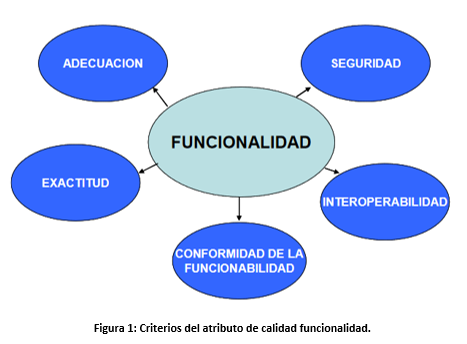 ADECUACION
SEGURIDAD
FUNCIONALIDAD
EXACTITUD
INTEROPERABILIDAD
CONFORMIDAD DE LA
FUNCIONABILIDAD
Figura 1: Criterios del atributo de calidad funcionalidad.